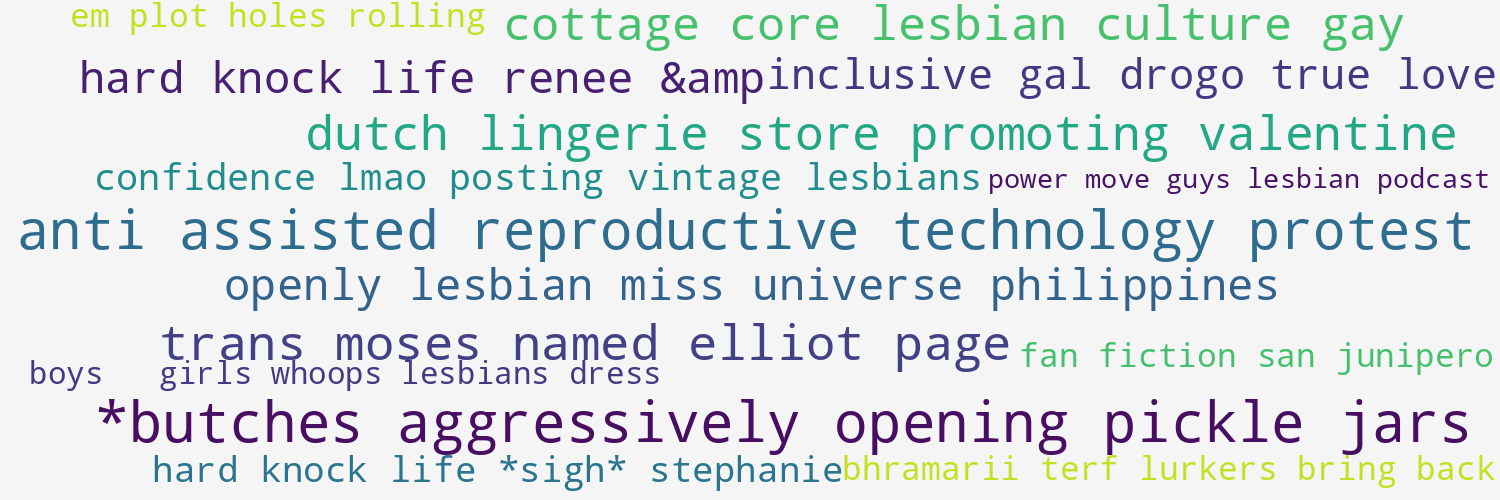 em plot holes rolling
cottage core lesbian culture gay
hard knock life renee &amp
inclusive gal drogo true love
dutch lingerie store promoting valentine
confidence lmao posting vintage lesbians
power move guys lesbian podcast
anti assisted reproductive technology protest
openly lesbian miss universe philippines
trans moses named elliot page
fan fiction san junipero
boys   girls whoops lesbians dress
*butches aggressively opening pickle jars
hard knock life *sigh* stephanie
bhramarii terf lurkers bring back